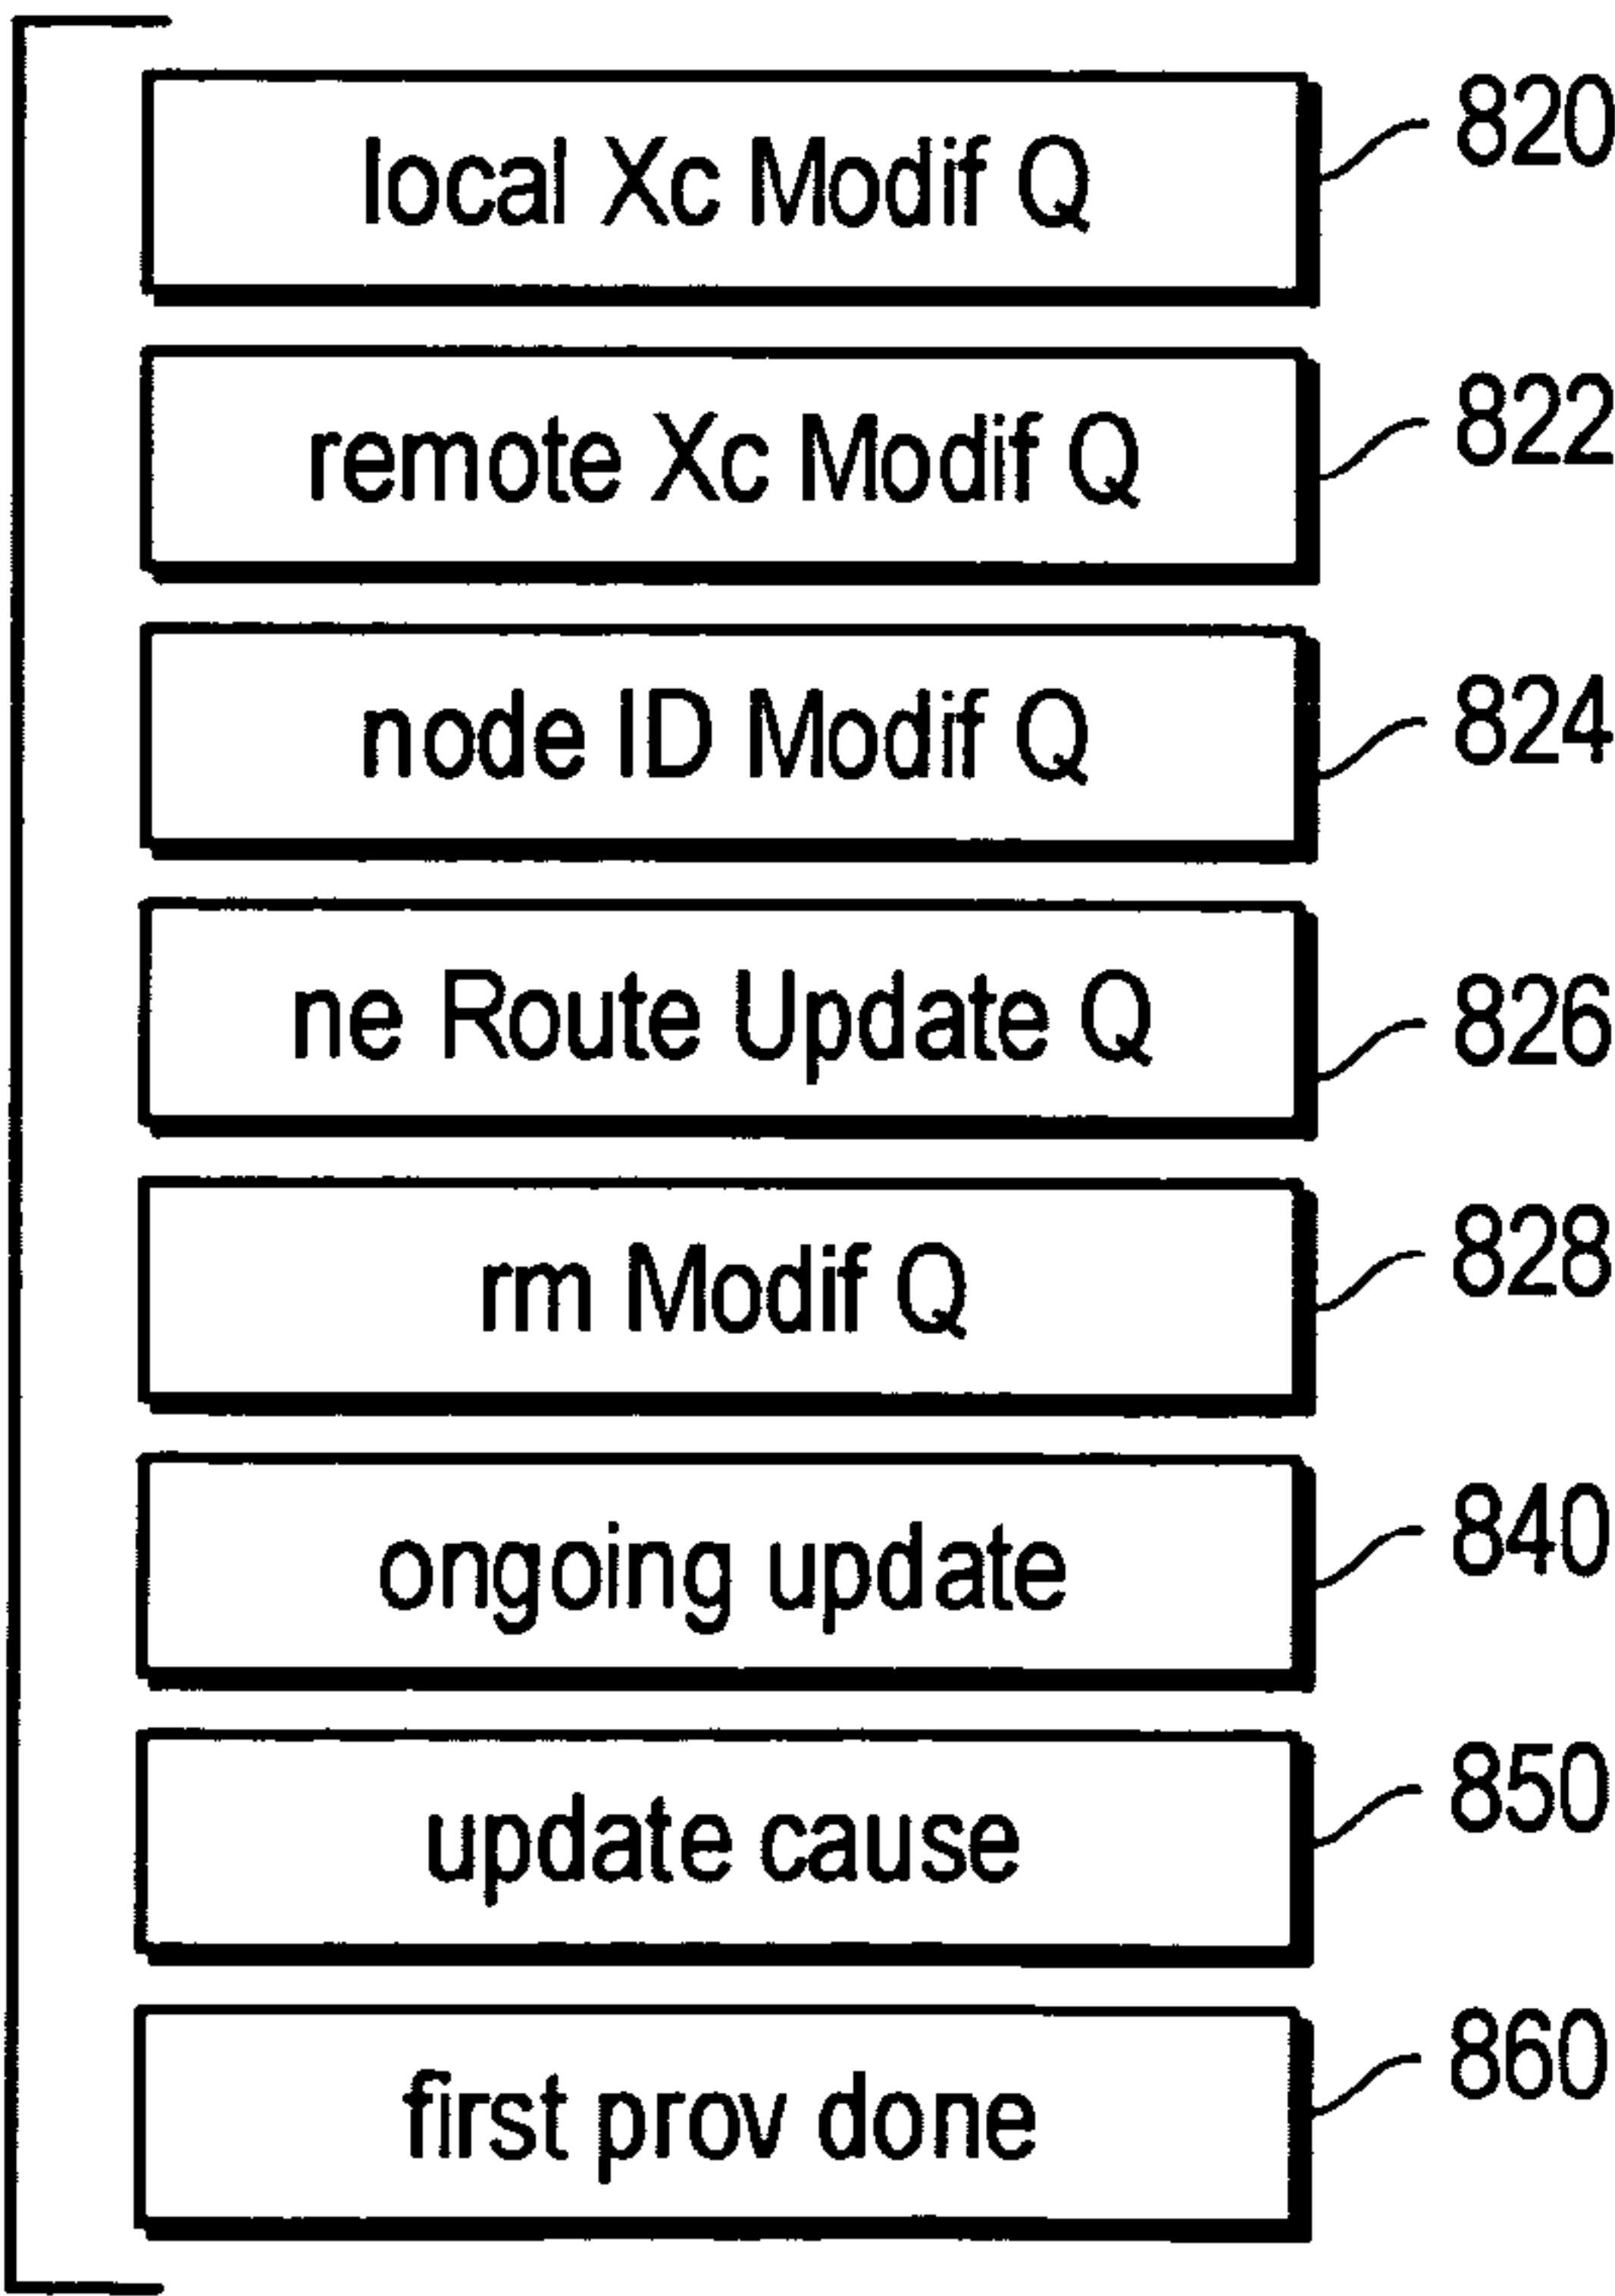 local Xc Modif Q 820
remote Xc Modif Q 822
node ID Modif Q 824
ne Route Update Q 826
rm Modif Q 828
ongoing update 840
update cause 850
first prov done 860